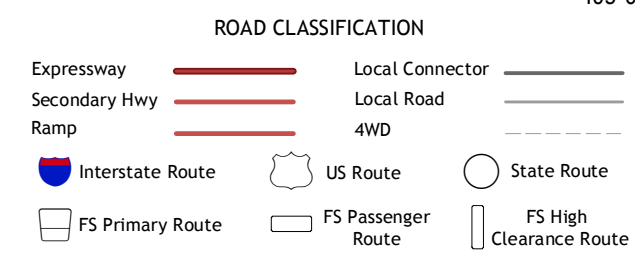 ROAD CLASSIFICATION
Expressway
Local Connector
Secondary Hwy
Local Road
Ramp
4WD
Interstate Route
US Route
State Route
FS Primary Route
FS Passenger
Route
FS High
Clearance Route